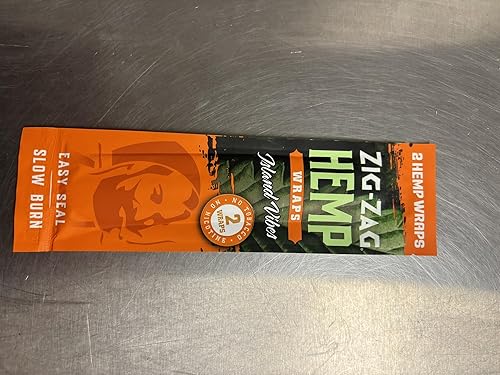 2 HEMP WRAPS
ZIG-ZAG
HEMP
WRAPS
Island Vibes
NO TOBACCO
2
WRAPS
NO NICOTINE
EASY SEAL
SLOW BURN